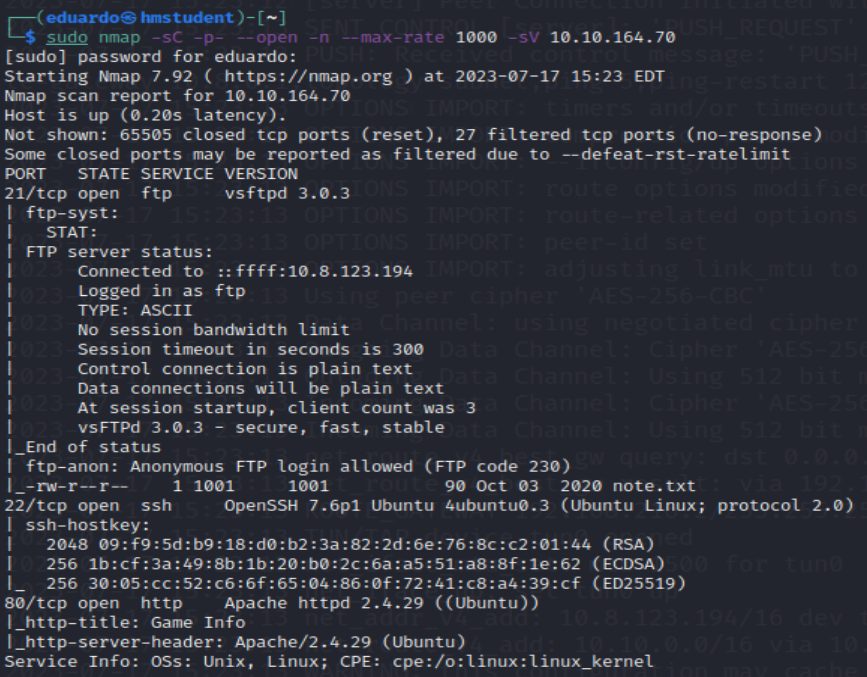 (eduardo㉿hmstudent)-[~]
$ sudo nmap -sC -p- --open -n --max-rate 1000 -sV 10.10.164.70
[sudo] password for eduardo:
Starting Nmap 7.92 ( https://nmap.org ) at 2023-07-17 15:23 EDT
Nmap scan report for 10.10.164.70
Host is up (0.20s latency).
Not shown: 65505 closed tcp ports (reset), 27 filtered tcp ports (no-response)
Some closed ports may be reported as filtered due to --defeat-rst-ratelimit
PORT   STATE SERVICE VERSION
21/tcp open  ftp     vsftpd 3.0.3
| ftp-syst:
|   STAT:
| FTP server status:
|      Connected to ::ffff:10.8.123.194
|      Logged in as ftp
|      TYPE: ASCII
|      No session bandwidth limit
|      Session timeout in seconds is 300
|      Control connection is plain text
|      Data connections will be plain text
|      At session startup, client count was 3
|      vsFTPd 3.0.3 - secure, fast, stable
|_End of status
| ftp-anon: Anonymous FTP login allowed (FTP code 230)
|_-rw-r--r--    1 1001     1001           90 Oct 03  2020 note.txt
22/tcp open  ssh     OpenSSH 7.6p1 Ubuntu 4ubuntu0.3 (Ubuntu Linux; protocol 2.0)
| ssh-hostkey:
|   2048 09:f9:5d:b9:18:d0:b2:3a:82:2d:6e:76:8c:c2:01:44 (RSA)
|   256 1b:cf:3a:49:8b:1b:20:b0:2c:6a:a5:51:a8:8f:1e:62 (ECDSA)
|_  256 30:05:cc:52:c6:6f:65:04:86:0f:72:41:c8:a4:39:cf (ED25519)
80/tcp open  http    Apache httpd 2.4.29 ((Ubuntu))
|_http-title: Game Info
|_http-server-header: Apache/2.4.29 (Ubuntu)
Service Info: OSs: Unix, Linux; CPE: cpe:/o:linux:linux_kernel